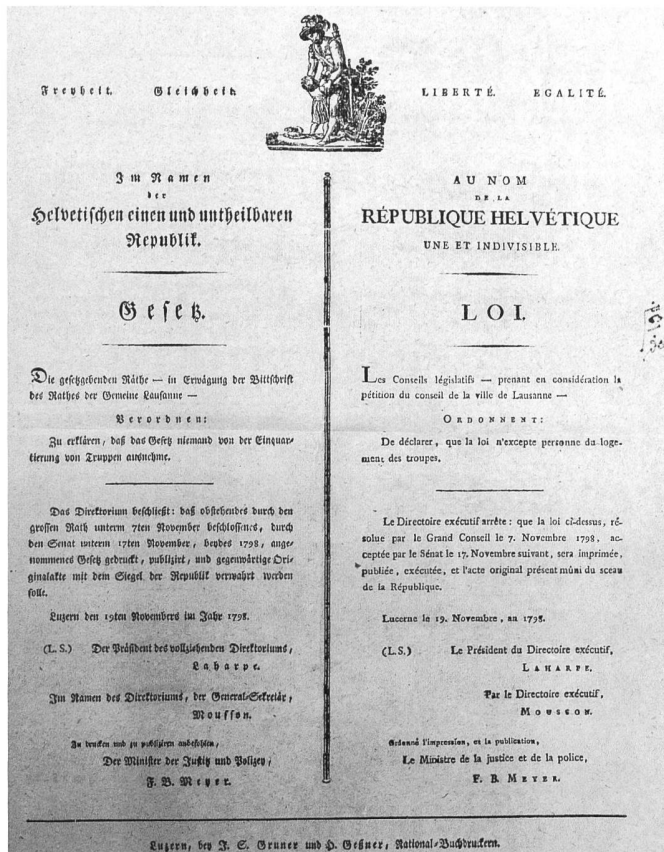 Freyheit. Gleichheit.
LIBERTÉ. EGALITÉ.
Im Namen
der
Helvetischen einen und untheilbaren
Republik.
Gesetz.
Die gesetzgebenden Räthe — in Erwägung der Bittschrift
des Rathes der Gemeine Lausanne —
Verordnen:
Zu erklären, daß das Gesetz niemand von der Einquar-
tierung von Truppen ausnehme.
Das Direktorium beschließt: daß obstehendes durch den
grossen Rath unterm 7ten November beschlossenes, durch
den Senat unterm 17ten November, beydes 1798, ange-
nommenes Gesetz gedruckt, publizirt, und gegenwärtige Ori-
ginalakte mit dem Siegel der Republik verwahrt werden
solle.
Luzern den 19ten Novembers im Jahr 1798.
(L. S.) Der Präsident des vollziehenden Direktoriums,
Laharpe.
Im Namen des Direktoriums, der General-Sekretär,
Mousson.
Zu drucken und zu publiziren anbefohlen,
Der Minister der Justiz und Polizey,
F. B. Meyer.
AU NOM
DE LA
RÉPUBLIQUE HELVÉTIQUE
UNE ET INDIVISIBLE.
LOI.
Les Conseils législatifs — prenant en considération la
pétition du conseil de la ville de Lausanne —
ORDONNENT:
De déclarer, que la loi n'excepte personne du loge-
ment des troupes.
Le Directoire exécutif arrête: que la loi ci-dessus, ré-
solue par le Grand Conseil le 7. Novembre 1798, ac-
ceptée par le Sénat le 17. Novembre suivant, sera imprimée,
publiée, exécutée, et l'acte original présent mûni du sceau
de la République.
Lucerne le 19. Novembre, an 1798.
(L.S.) Le Président du Directoire exécutif,
LAHARPE.
Par le Directoire exécutif,
MOUSSON.
Ordonné l'impression, et la publication,
Le Ministre de la justice et de la police,
F. B. MEYER.
Luzern, bey J. S. Gruner und H. Geßner, National-Buchdruckern.